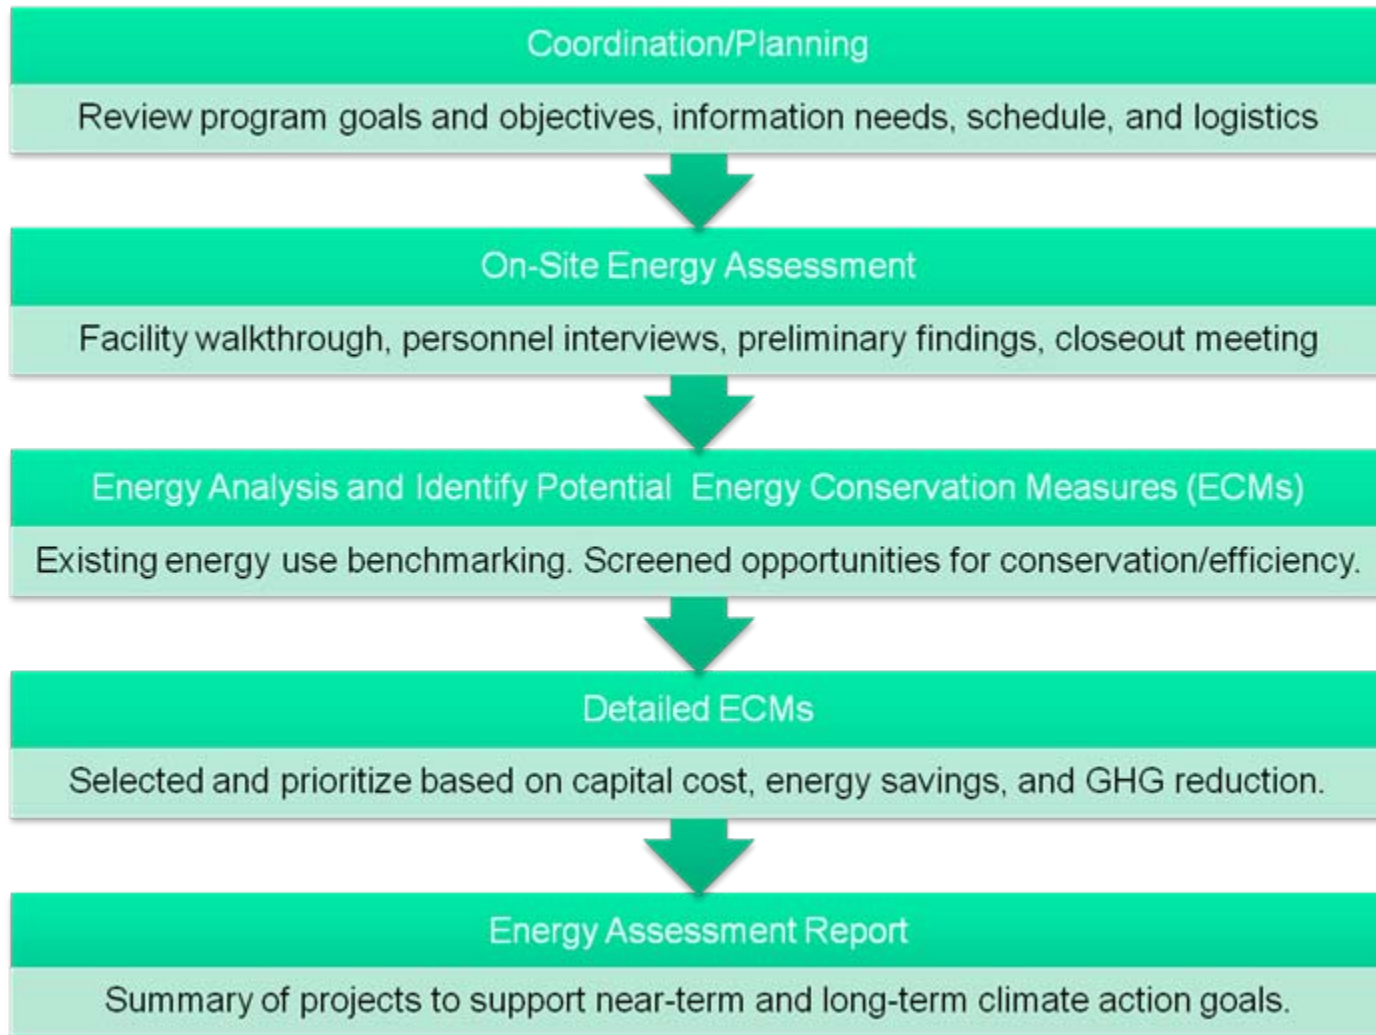 Coordination/Planning
Review program goals and objectives, information needs, schedule, and logistics
On-Site Energy Assessment
Facility walkthrough, personnel interviews, preliminary findings, closeout meeting
Energy Analysis and Identify Potential  Energy Conservation Measures (ECMs)
Existing energy use benchmarking. Screened opportunities for conservation/efficiency.
Detailed ECMs
Selected and prioritize based on capital cost, energy savings, and GHG reduction.
Energy Assessment Report
Summary of projects to support near-term and long-term climate action goals.